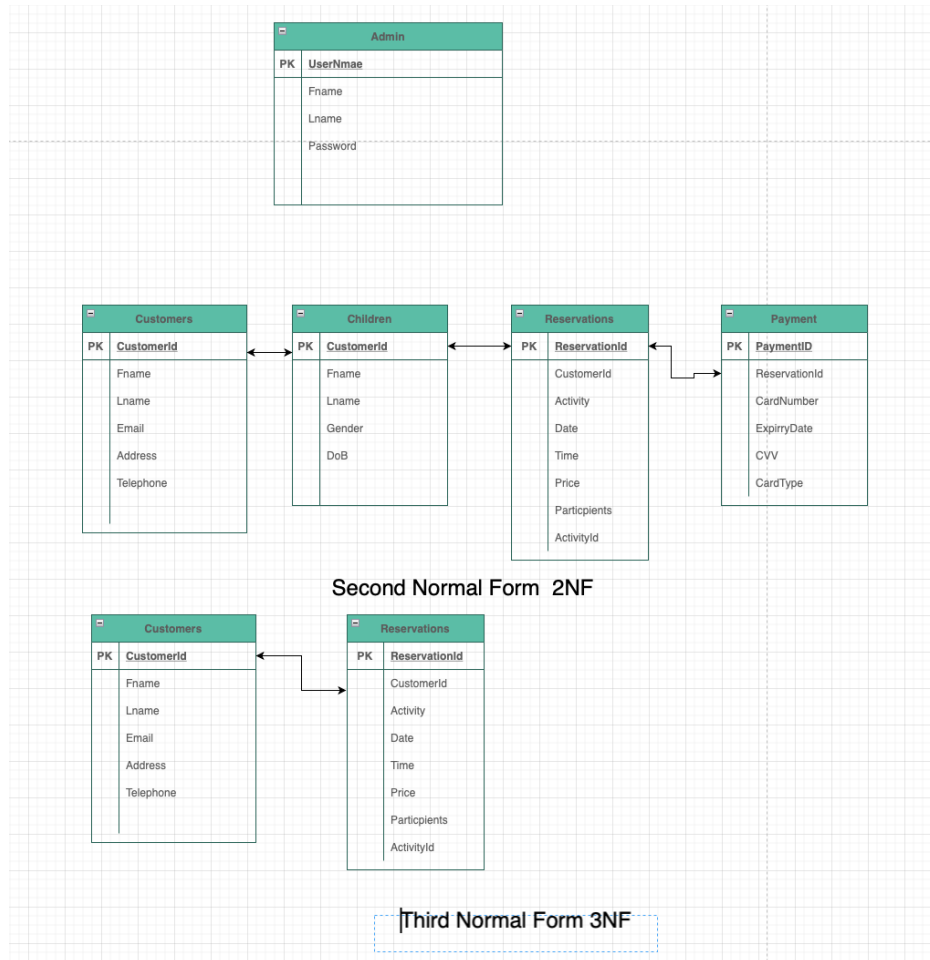 Admin
PK UserNmae
Fname
Lname
Password
Customers
PK CustomerId
Fname
Lname
Email
Address
Telephone
Children
PK CustomerId
Fname
Lname
Gender
DoB
Reservations
PK ReservationId
CustomerId
Activity
Date
Time
Price
Particpients
ActivityId
Payment
PK PaymentID
ReservationId
CardNumber
ExpirryDate
CVV
CardType
Second Normal Form 2NF
Customers
PK CustomerId
Fname
Lname
Email
Address
Telephone
Reservations
PK ReservationId
CustomerId
Activity
Date
Time
Price
Particpients
ActivityId
Third Normal Form 3NF